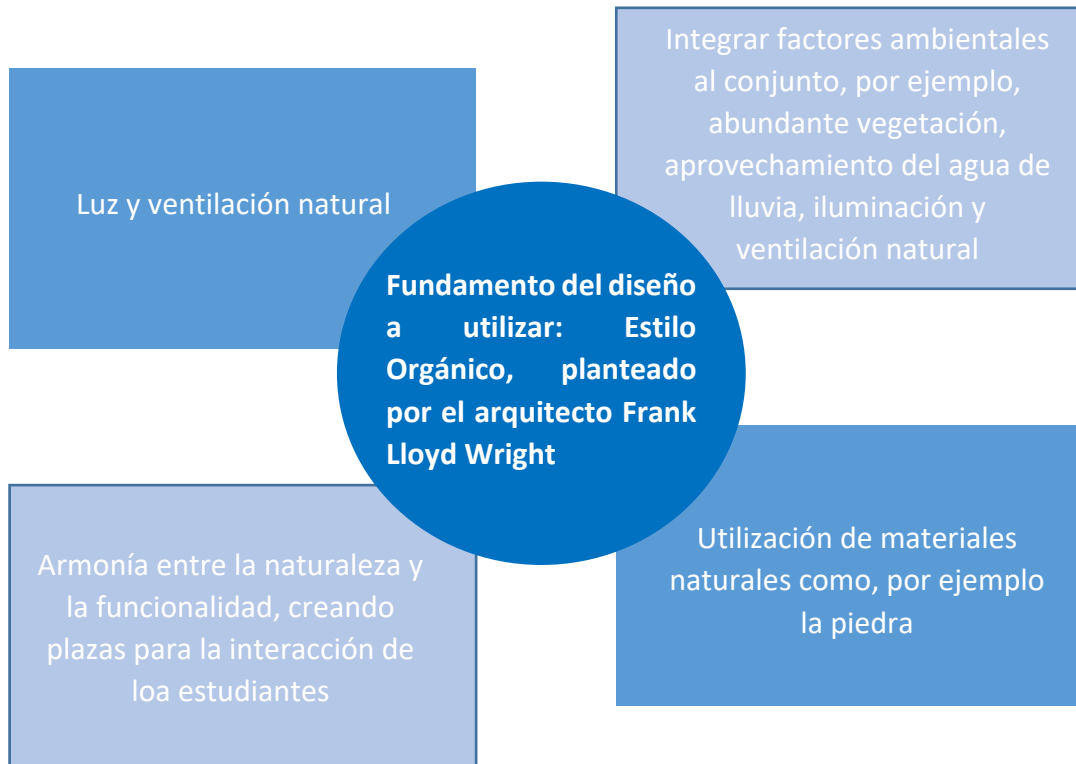 Luz y ventilación natural
Integrar factores ambientales
al conjunto, por ejemplo,
abundante vegetación,
aprovechamiento del agua de
lluvia, iluminación y
ventilación natural
Fundamento del diseño
a utilizar: Estilo
Orgánico, planteado
por el arquitecto Frank
Lloyd Wright
Armonía entre la naturaleza y
la funcionalidad, creando
plazas para la interacción de
loa estudiantes
Utilización de materiales
naturales como, por ejemplo
la piedra